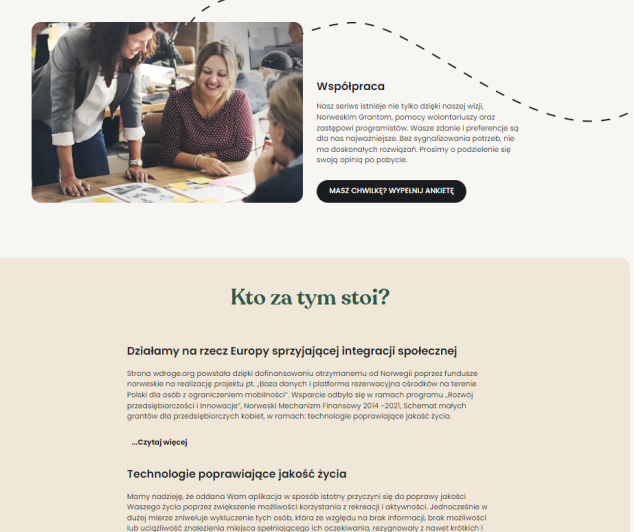 Współpraca
Nasz seriws istnieje nie tylko dzięki naszej wizji,
Norweskim Grantom, pomocy wolontariuszy oraz
zastępowi programistów. Wasze zdanie i preferencje są
dla nas najważniejsze. Bez sygnalizowania potrzeb, nie
ma doskonałych rozwiązań. Prosimy o podzielenie się
swoją opinią po pobycie.
MASZ CHWILKĘ? WYPEŁNIJ ANKIETĘ
Kto za tym stoi?
Działamy na rzecz Europy sprzyjającej integracji społecznej
Strona wdroge.org powstała dzięki dofinansowaniu otrzymanemu od Norwegii poprzez fundusze
norweskie na realizację projektu pt. „Baza danych i platforma rezerwacyjna ośrodków na terenie
Polski dla osób z ograniczeniem mobilności”. Wsparcie odbyło się w ramach programu „Rozwój
przedsiębiorczości i Innowacje”, Norweski Mechanizm Finansowy 2014 -2021, Schemat małych
grantów dla przedsiębiorczych kobiet, w ramach: technologie poprawiające jakość życia.
...Czytaj więcej
Technologie poprawiające jakość życia
Mamy nadzieję, że oddana Wam aplikacja w sposób istotny przyczyni się do poprawy jakości
Waszego życia poprzez zwiększenie możliwości korzystania z rekreacji i aktywności. Jednocześnie w
dużej mierze zniweluje wykluczenie tych osób, która ze względu na brak informacji, brak możliwości
lub uciążliwość znalezienia miejsca spełniającego ich oczekiwania, rezygnowały z nawet krótkich i